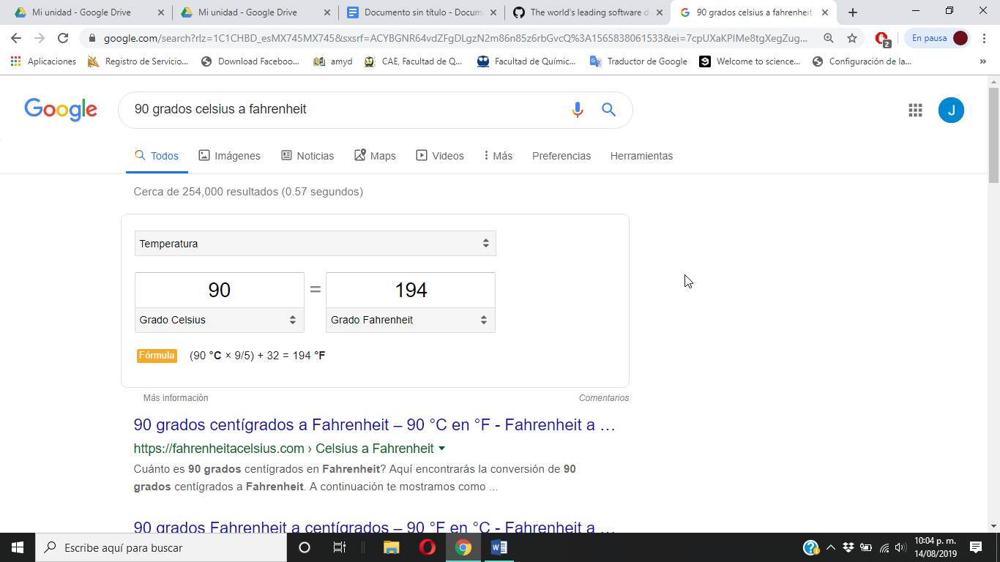 Mi unidad - Google Drive
Mi unidad - Google Drive
Documento sin título - Docum
The world's leading software d
90 grados celsius a fahrenheit
google.com/search?rlz=1C1CHBD_esMX745MX745&sxsrf=ACYBGNR64vdZFgDLgzN2m86n85z6rbGvcQ%3A1565838061533&ei=7cpUXaKPIMe8tgXegZug...
2
En pausa
Aplicaciones
Registro de Servicio...
Download Faceboo...
amyd
CAE, Facultad de Q...
Facultad de Químic...
Traductor de Google
Welcome to science...
Configuración de la...
»
Google
90 grados celsius a fahrenheit
J
Todos
Imágenes
Noticias
Maps
Videos
Más
Preferencias
Herramientas
Cerca de 254,000 resultados (0.57 segundos)
Temperatura
90 = 194
Grado Celsius
Grado Fahrenheit
Fórmula (90 °C × 9/5) + 32 = 194 °F
Más información
Comentarios
90 grados centígrados a Fahrenheit – 90 °C en °F - Fahrenheit a ...
https://fahrenheitacelsius.com › Celsius a Fahrenheit
Cuánto es 90 grados centígrados en Fahrenheit? Aquí encontrarás la conversión de 90
grados centígrados a Fahrenheit. A continuación te mostramos como ...
90 grados Fahrenheit a centígrados – 90 °F en °C - Fahrenheit a ...
Escribe aquí para buscar
10:04 p. m.
14/08/2019